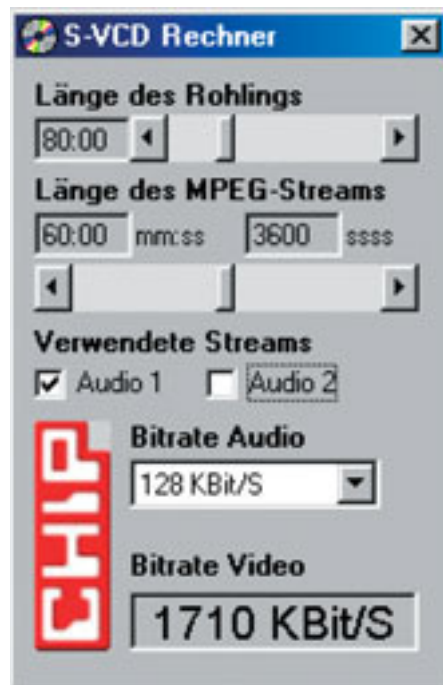 S-VCD Rechner
Länge des Rohlings
80:00
Länge des MPEG-Streams
60:00 mm:ss 3600 ssss
Verwendete Streams
Audio 1 Audio 2
CHIP
Bitrate Audio
128 KBit/S
Bitrate Video
1710 KBit/S